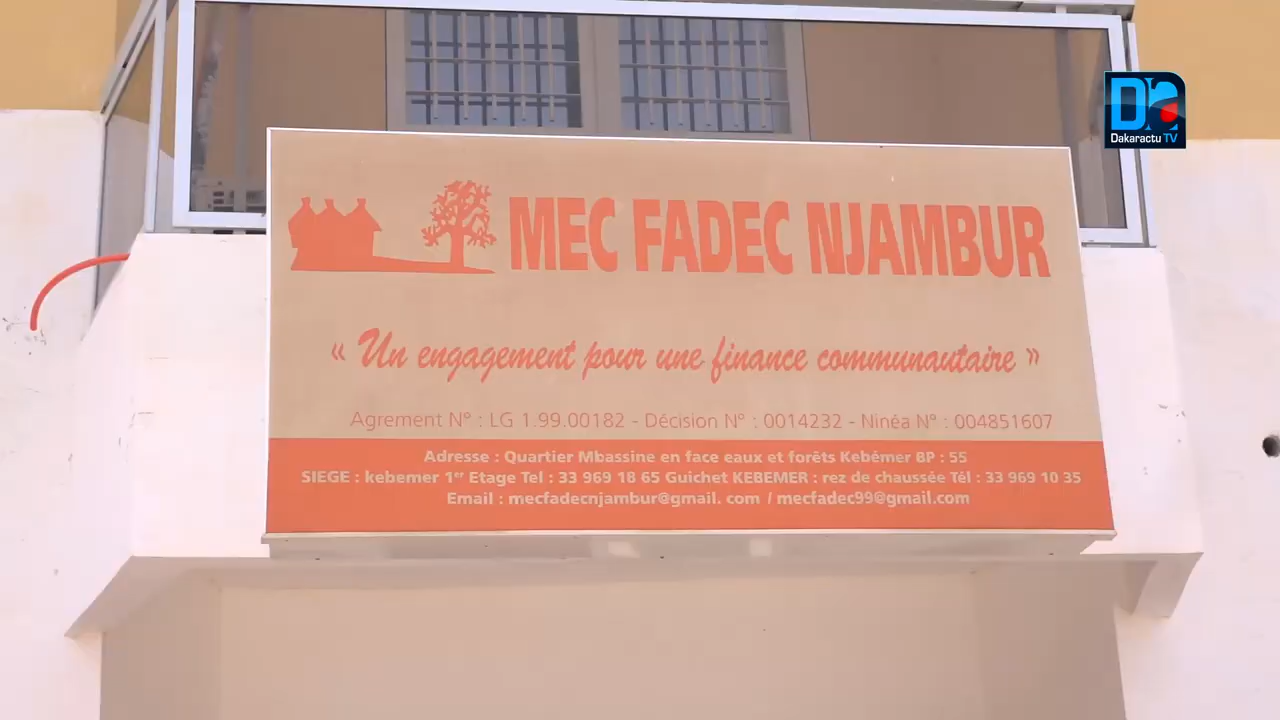 Dn
Dakaractu TV
MEC FADEC NJAMBUR
« Un engagement pour une finance communautaire »
Agrement N° : LG 1.99.00182 - Décision N° : 0014232 - Ninéa N° : 004851607
Adresse : Quartier Mbassine en face eaux et forêts Kebémer BP : 55
SIEGE : kebemer 1er Etage Tel : 33 969 18 65 Guichet KEBEMER : rez de chaussée Tél : 33 969 10 35
Email : mecfadecnjambur@gmail. com / mecfadec99@gmail.com